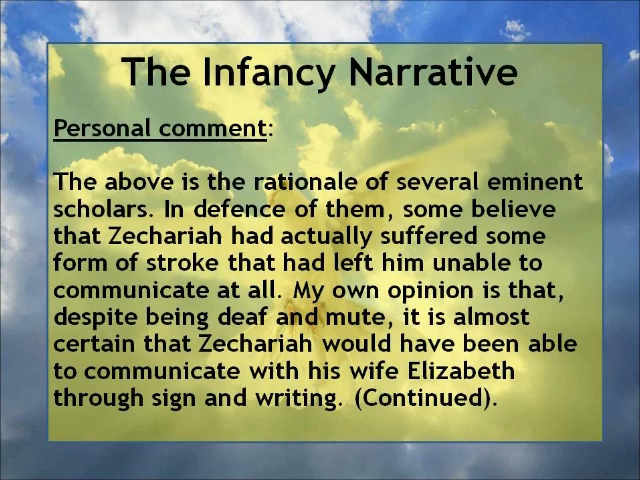 The Infancy Narrative
Personal comment:
The above is the rationale of several eminent
scholars. In defence of them, some believe
that Zechariah had actually suffered some
form of stroke that had left him unable to
communicate at all. My own opinion is that,
despite being deaf and mute, it is almost
certain that Zechariah would have been able
to communicate with his wife Elizabeth
through sign and writing. (Continued).